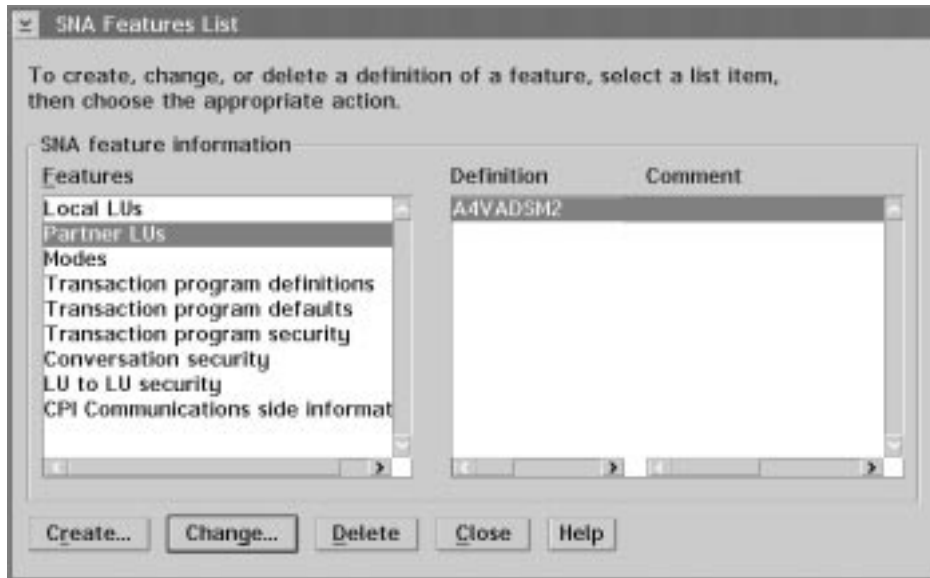 SNA Features List
To create, change, or delete a definition of a feature, select a list item,
then choose the appropriate action.
SNA feature information
Features
Definition Comment
Local LUs
Partner LUs
Modes
Transaction program definitions
Transaction program defaults
Transaction program security
Conversation security
LU to LU security
CPI Communications side informat
A4VADSM2
Create... Change... Delete Close Help